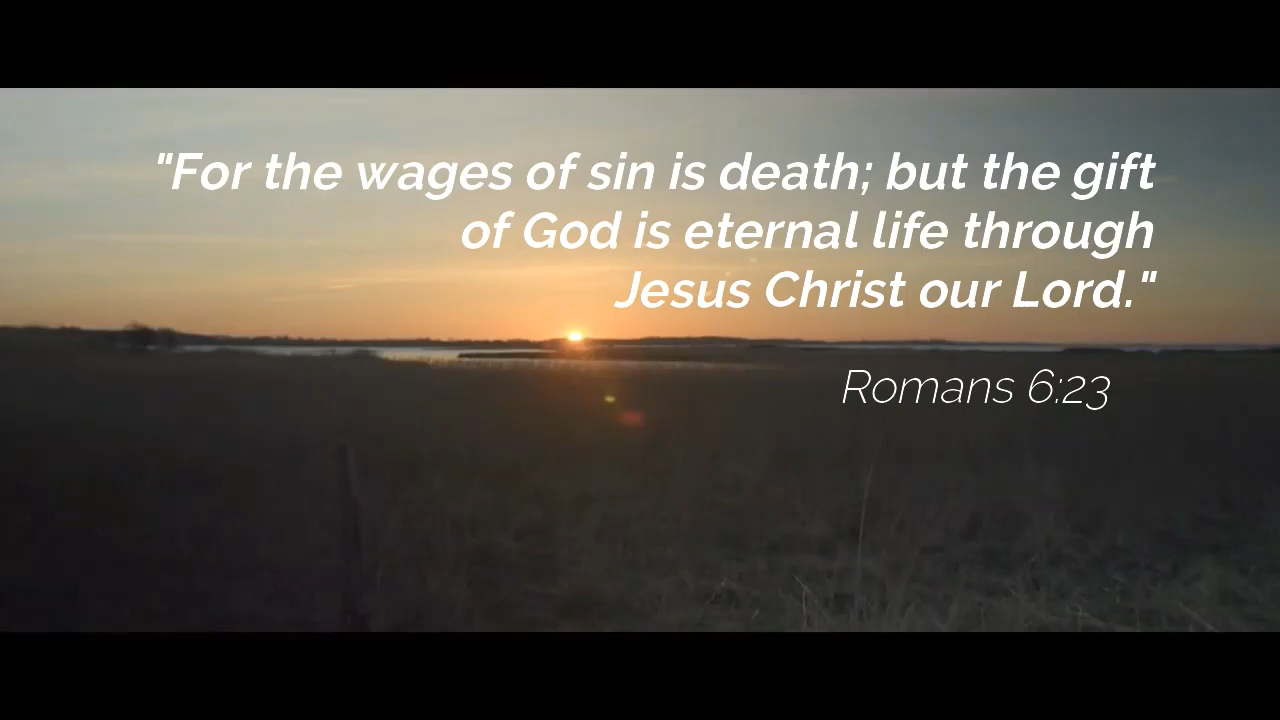 "For the wages of sin is death; but the gift
of God is eternal life through
Jesus Christ our Lord."
Romans 6:23